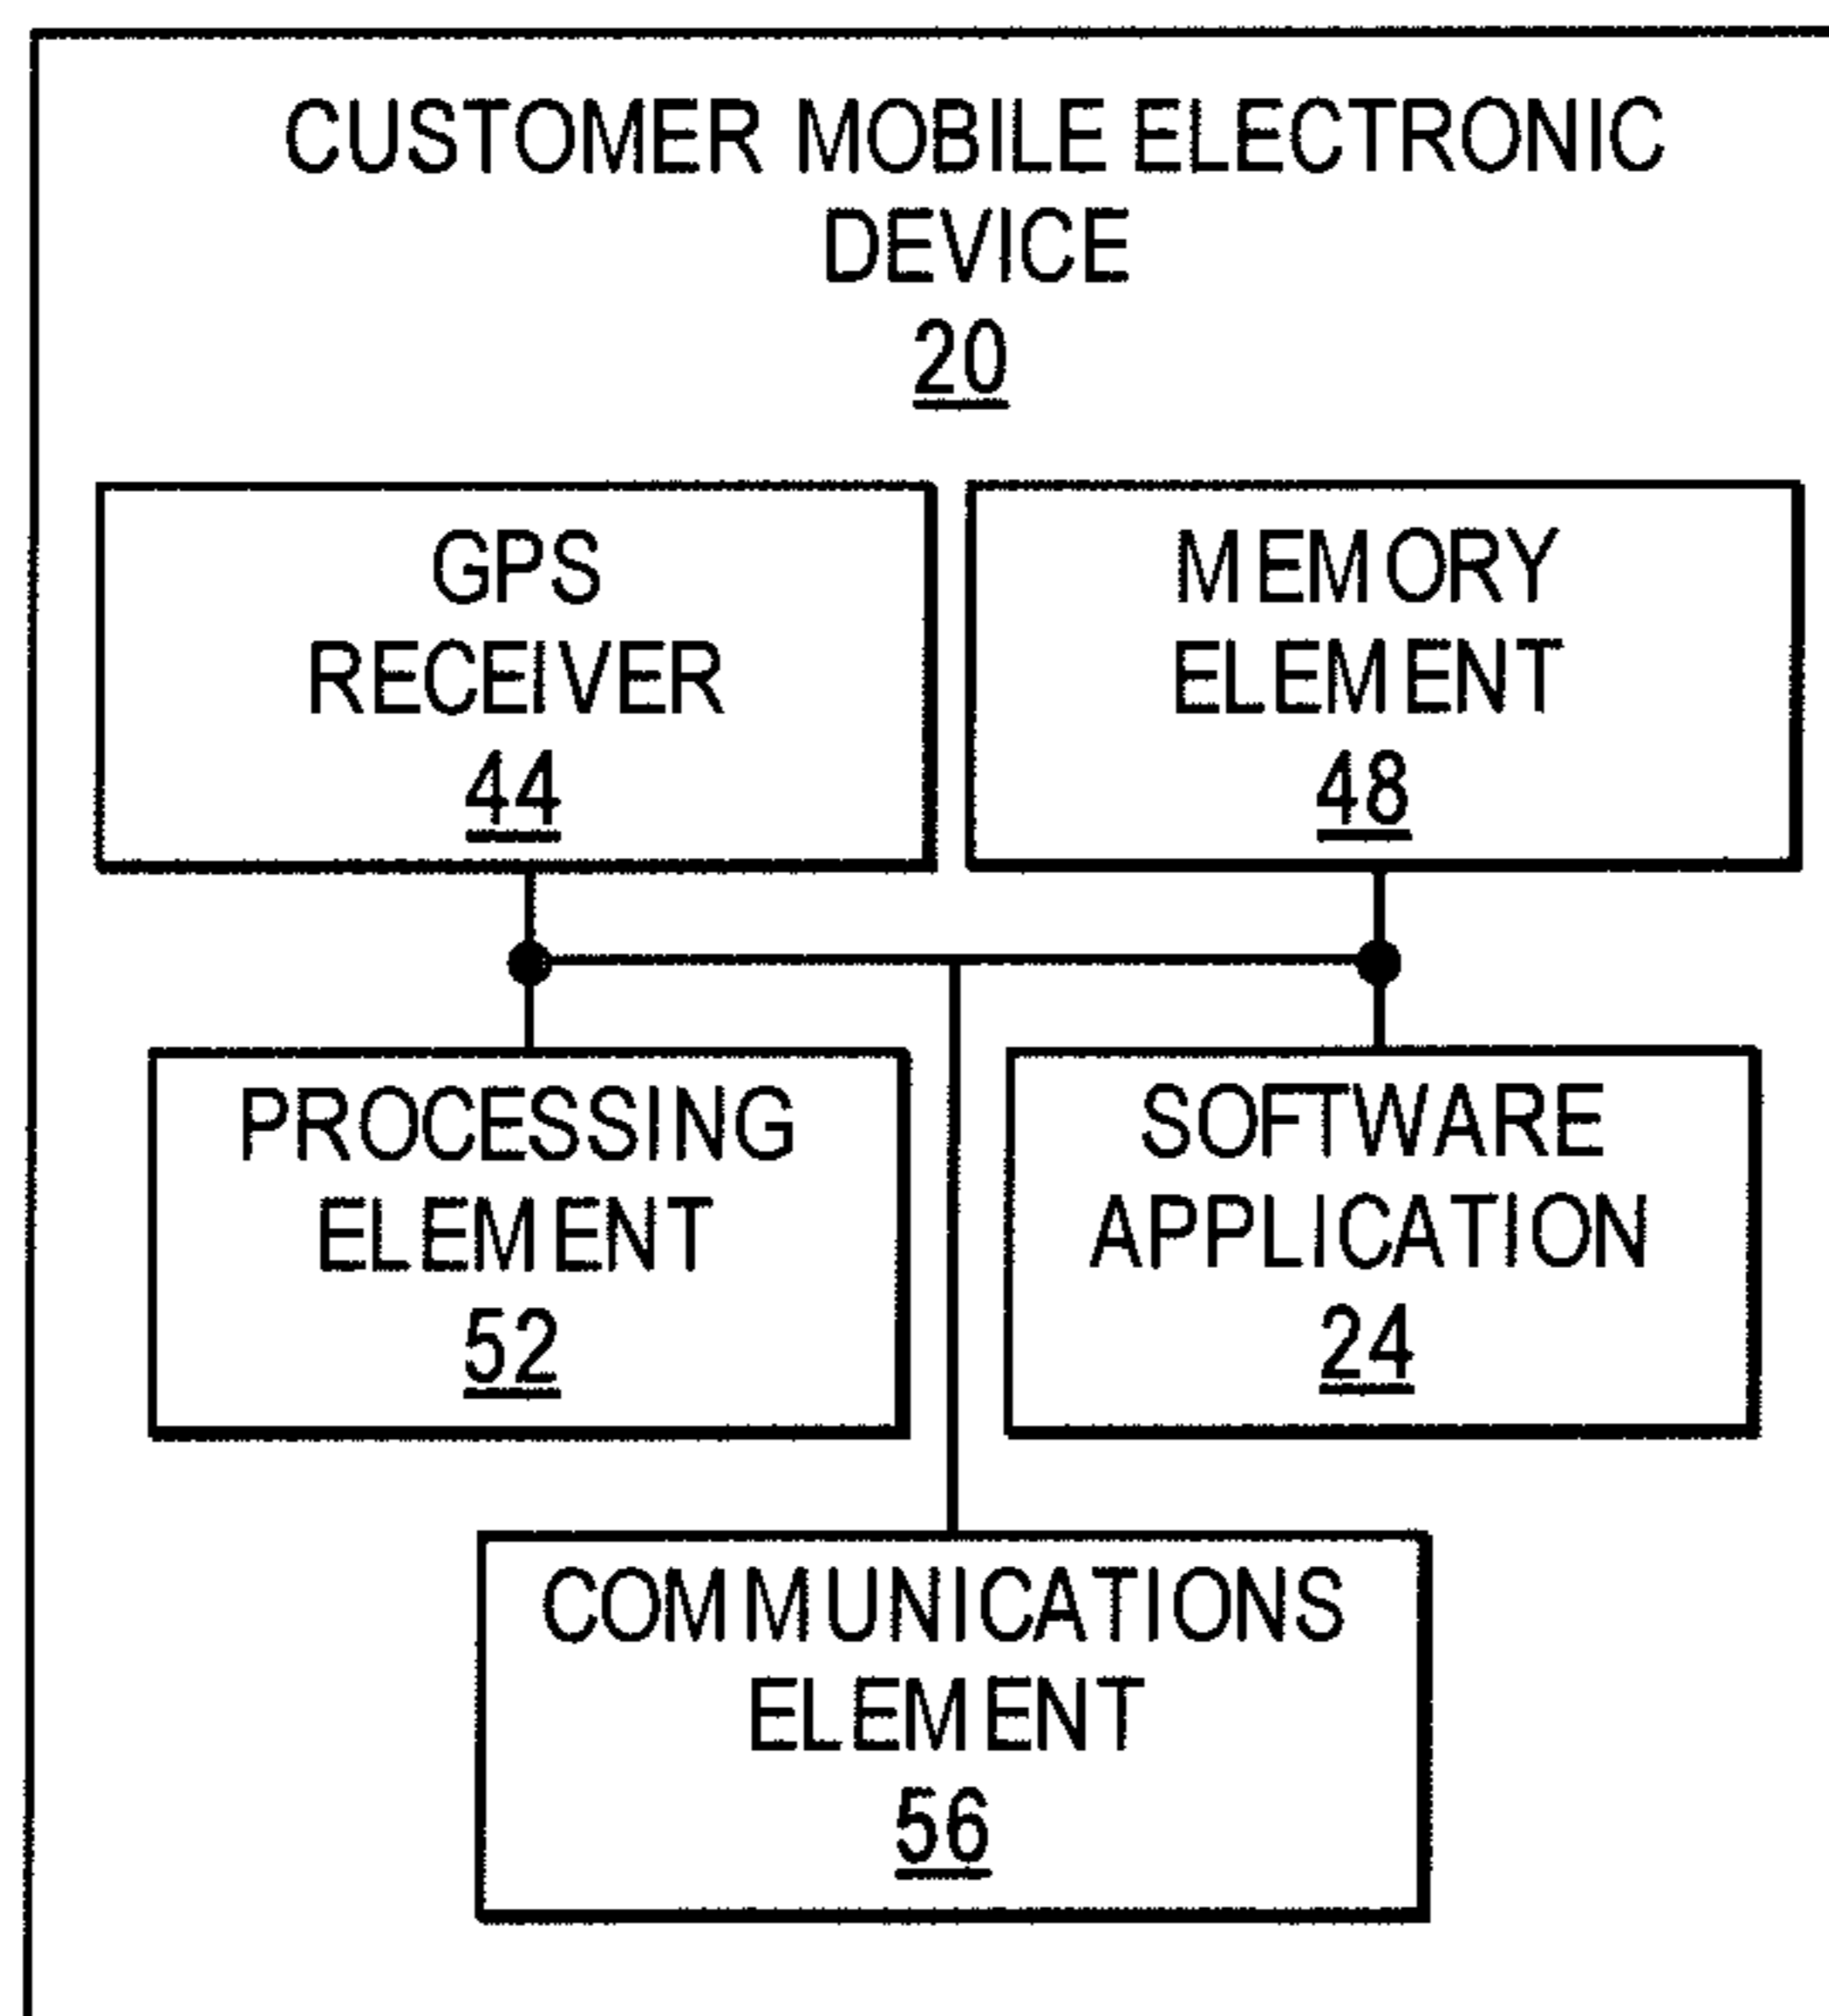 CUSTOMER MOBILE ELECTRONIC
DEVICE
20
GPS
RECEIVER
44
MEMORY
ELEMENT
48
PROCESSING
ELEMENT
52
SOFTWARE
APPLICATION
24
COMMUNICATIONS
ELEMENT
56